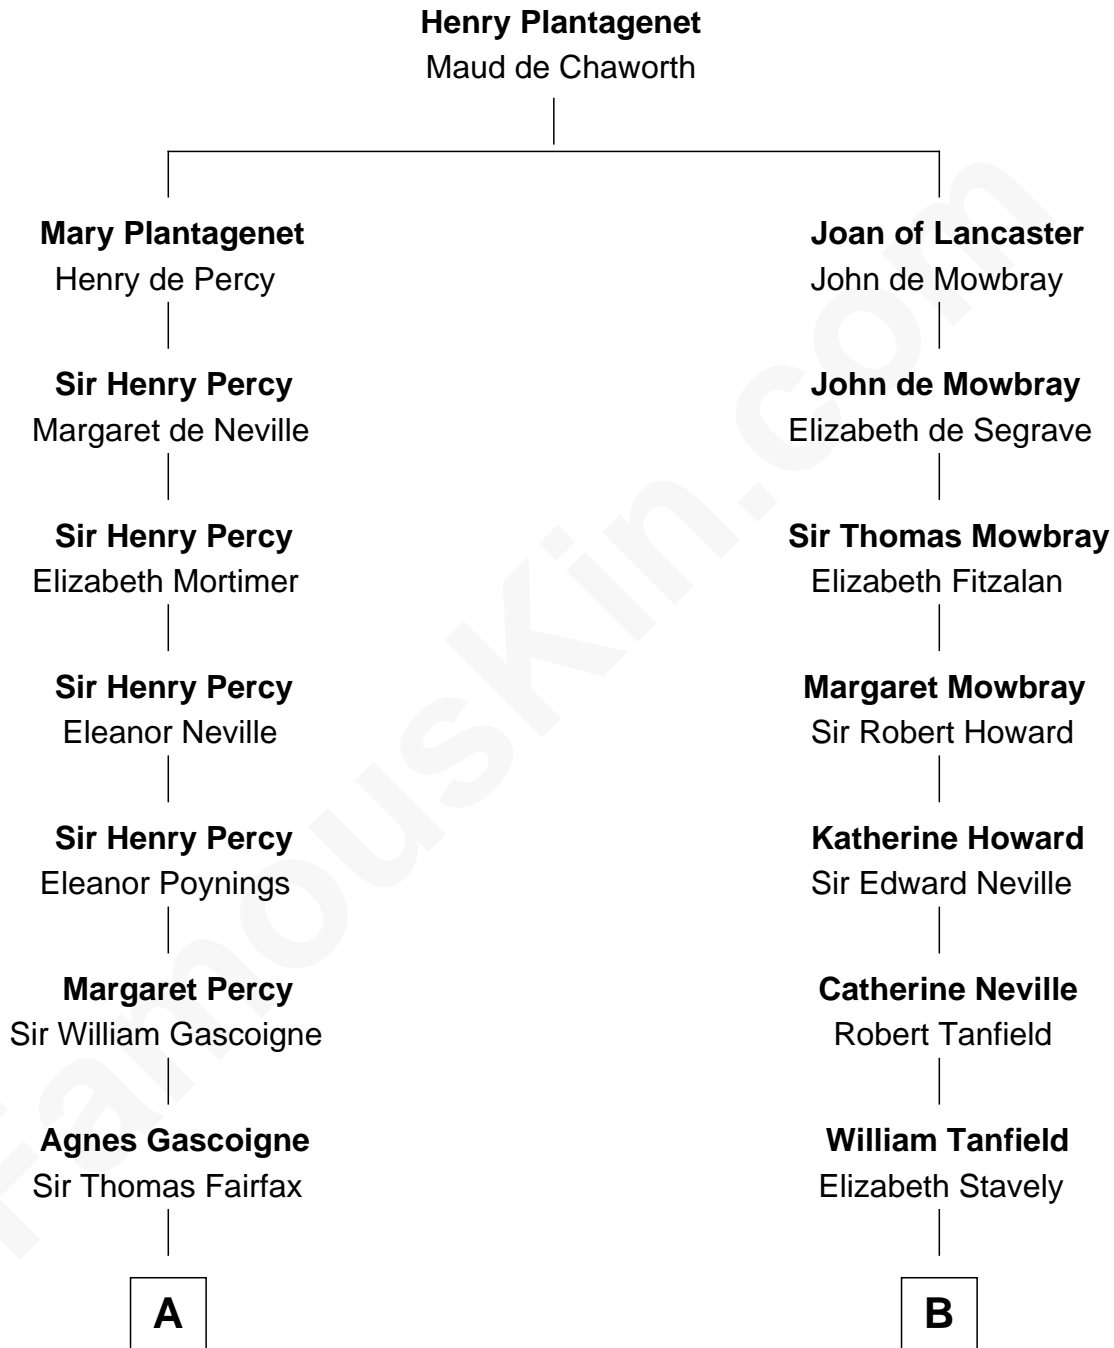 Henry Plantagenet
Maud de Chaworth
Mary Plantagenet
Henry de Percy
Joan of Lancaster
John de Mowbray
Sir Henry Percy
Margaret de Neville
John de Mowbray
Elizabeth de Segrave
Sir Henry Percy
Elizabeth Mortimer
Sir Thomas Mowbray
Elizabeth Fitzalan
Sir Henry Percy
Eleanor Neville
Margaret Mowbray
Sir Robert Howard
Sir Henry Percy
Eleanor Poynings
Katherine Howard
Sir Edward Neville
Margaret Percy
Sir William Gascoigne
Catherine Neville
Robert Tanfield
Agnes Gascoigne
Sir Thomas Fairfax
William Tanfield
Elizabeth Stavely
A
B
FamousKin.com